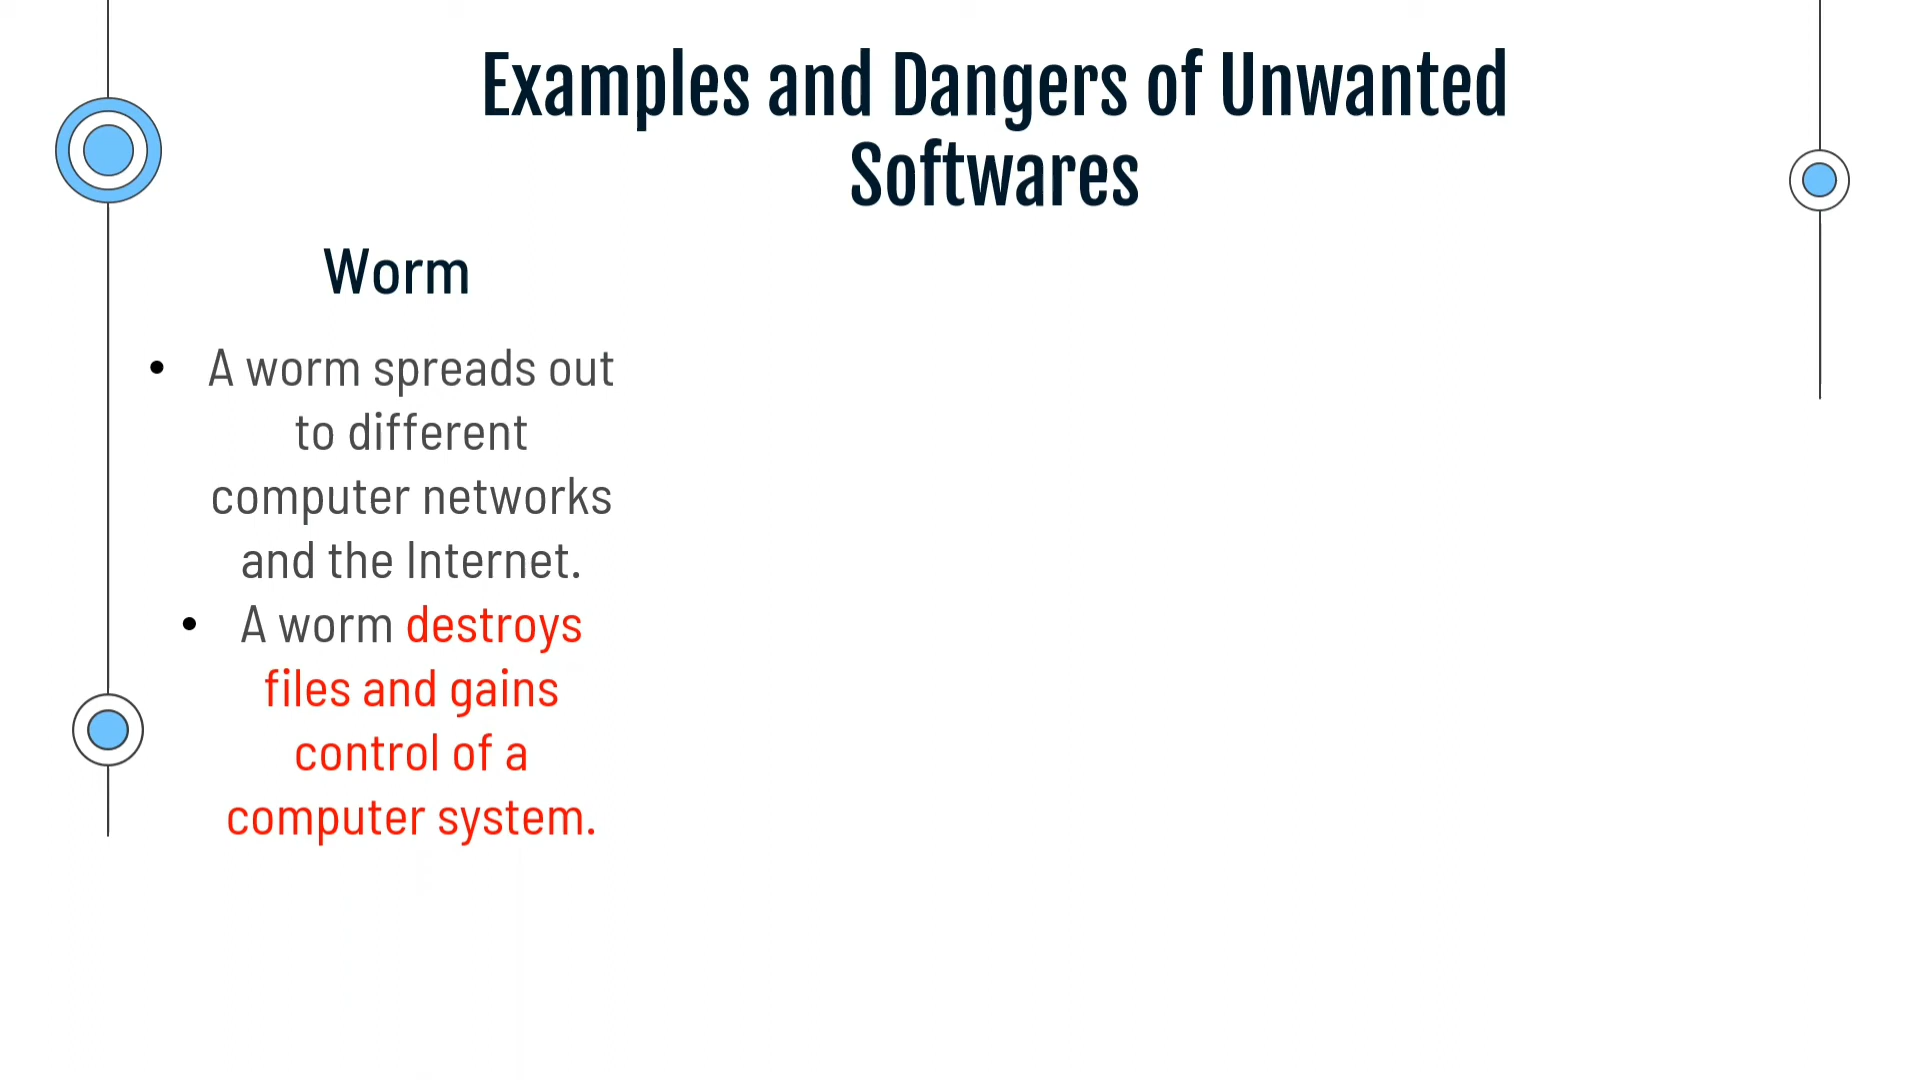 Examples and Dangers of Unwanted
Softwares
Worm
• A worm spreads out
to different
computer networks
and the Internet.
• A worm destroys
files and gains
control of a
computer system.